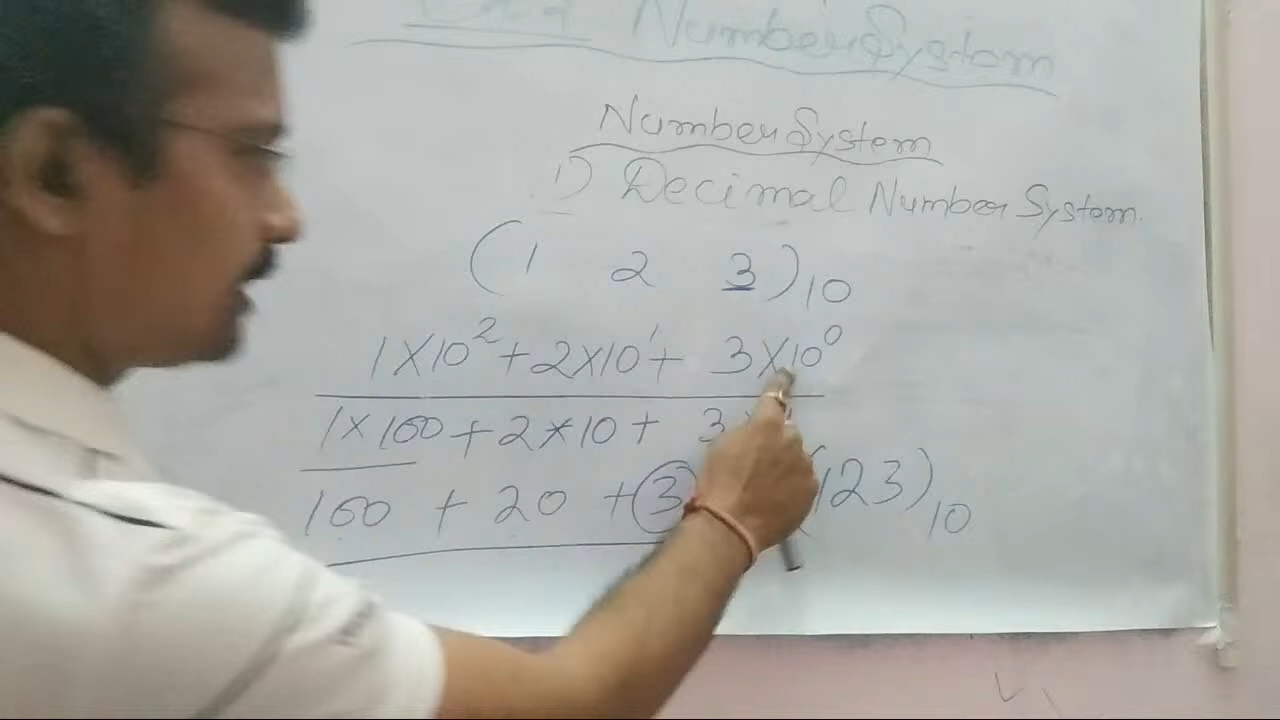 Number System
Number System
1) Decimal Number System
(1 2 3)₁₀
1×10²+2×10¹+ 3×10⁰
1×100+2×10+ 3×
100 + 20 +3 (123)₁₀